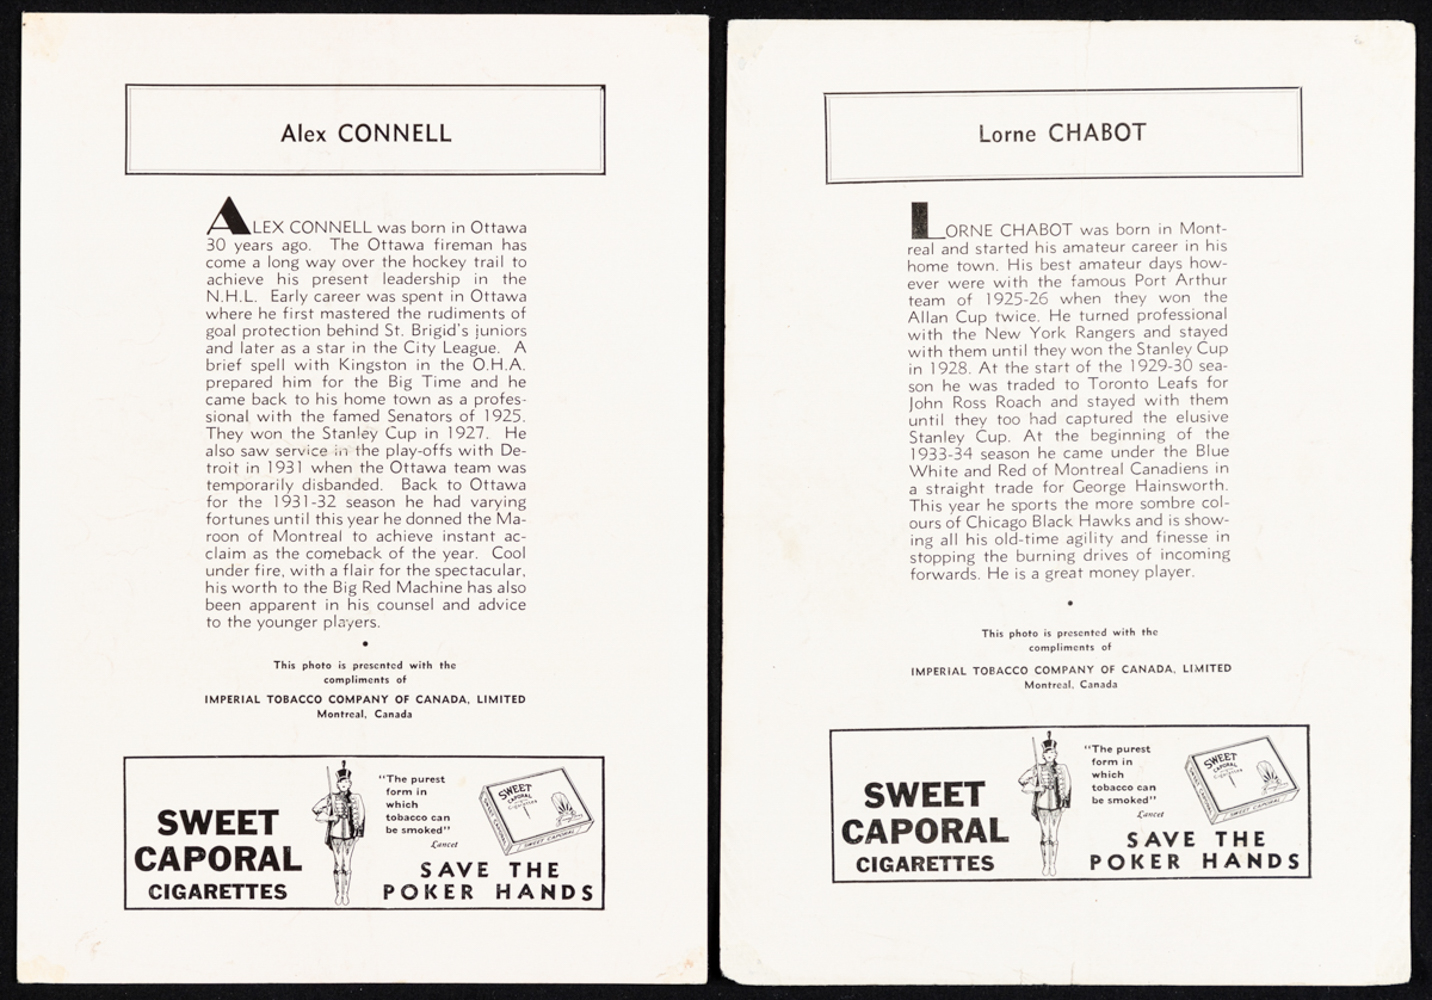 Alex CONNELL
ALEX CONNELL was born in Ottawa
30 years ago. The Ottawa fireman has
come a long way over the hockey trail to
achieve his present leadership in the
N.H.L. Early career was spent in Ottawa
where he first mastered the rudiments of
goal protection behind St. Brigid's juniors
and later as a star in the City League. A
brief spell with Kingston in the O.H.A.
prepared him for the Big Time and he
came back to his home town as a profes-
sional with the famed Senators of 1925.
They won the Stanley Cup in 1927. He
also saw service in the play-offs with De-
troit in 1931 when the Ottawa team was
temporarily disbanded. Back to Ottawa
for the 1931-32 season he had varying
fortunes until this year he donned the Ma-
roon of Montreal to achieve instant ac-
claim as the comeback of the year. Cool
under fire, with a flair for the spectacular,
his worth to the Big Red Machine has also
been apparent in his counsel and advice
to the younger players.
•
This photo is presented with the
compliments of
IMPERIAL TOBACCO COMPANY OF CANADA, LIMITED
Montreal, Canada
SWEET
CAPORAL
CIGARETTES
"The purest
form in
which
tobacco can
be smoked"
Lancet
SWEET
CAPORAL
Cigarettes
SWEET CAPORAL
SWEET CAPORAL
SAVE THE
POKER HANDS
Lorne CHABOT
LORNE CHABOT was born in Mont-
real and started his amateur career in his
home town. His best amateur days how-
ever were with the famous Port Arthur
team of 1925-26 when they won the
Allan Cup twice. He turned professional
with the New York Rangers and stayed
with them until they won the Stanley Cup
in 1928. At the start of the 1929-30 sea-
son he was traded to Toronto Leafs for
John Ross Roach and stayed with them
until they too had captured the elusive
Stanley Cup. At the beginning of the
1933-34 season he came under the Blue
White and Red of Montreal Canadiens in
a straight trade for George Hainsworth.
This year he sports the more sombre col-
ours of Chicago Black Hawks and is show-
ing all his old-time agility and finesse in
stopping the burning drives of incoming
forwards. He is a great money player.
•
This photo is presented with the
compliments of
IMPERIAL TOBACCO COMPANY OF CANADA, LIMITED
Montreal, Canada
SWEET
CAPORAL
CIGARETTES
"The purest
form in
which
tobacco can
be smoked"
Lancet
SWEET
CAPORAL
Cigarettes
SWEET CAPORAL
SWEET CAPORAL
SAVE THE
POKER HANDS